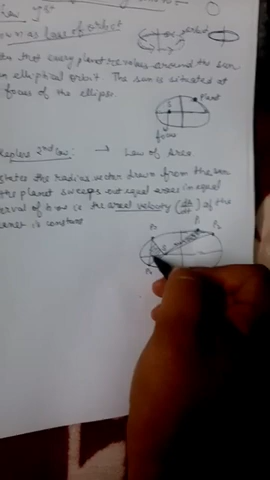 known as law of orbit
period
that every planet revolves around the sun
in elliptical orbit. The sun is situated at
focus of the ellipse.
Planet
focus
Keplers 2nd law: → Law of Area
states the radius vector drawn from the sun
the planet sweeps out equal areas in equal
interval of time i.e. the areal velocity (dA/dt) of the
planet is constant